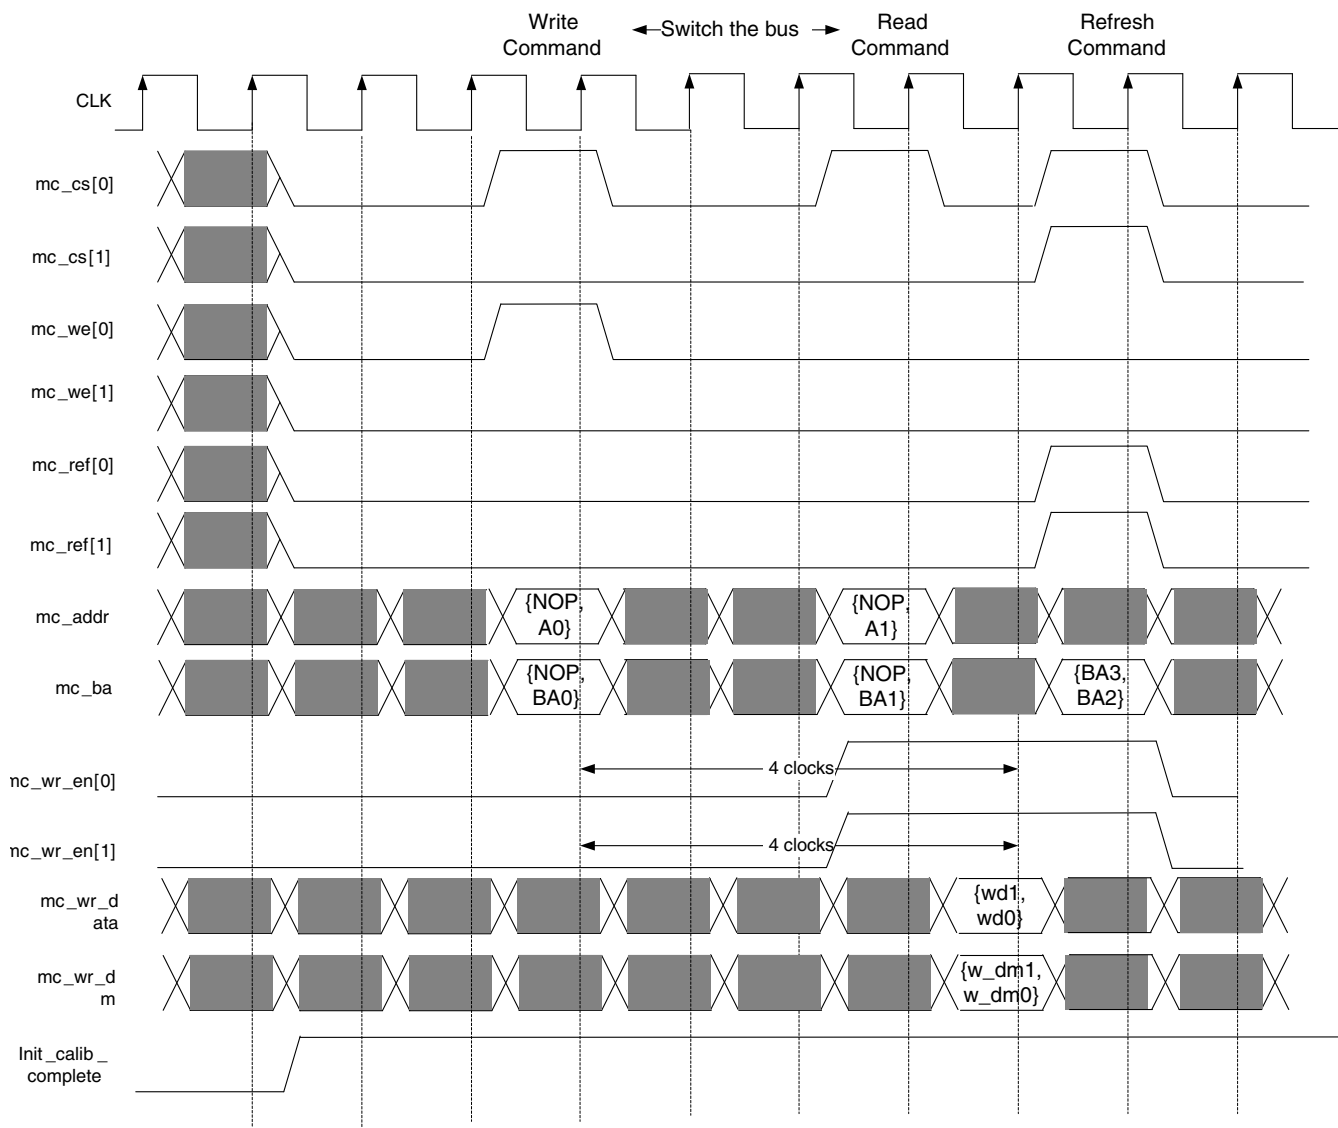 Write
Command
Switch the bus
Read
Command
Refresh
Command
CLK
mc_cs[0]
mc_cs[1]
mc_we[0]
mc_we[1]
mc_ref[0]
mc_ref[1]
mc_addr
{NOP,
A0}
{NOP,
A1}
mc_ba
{NOP,
BA0}
{NOP,
BA1}
{BA3,
BA2}
mc_wr_en[0]
4 clocks
mc_wr_en[1]
4 clocks
mc_wr_d
ata
{wd1,
wd0}
mc_wr_d
m
{w_dm1,
w_dm0}
Init_calib_
complete